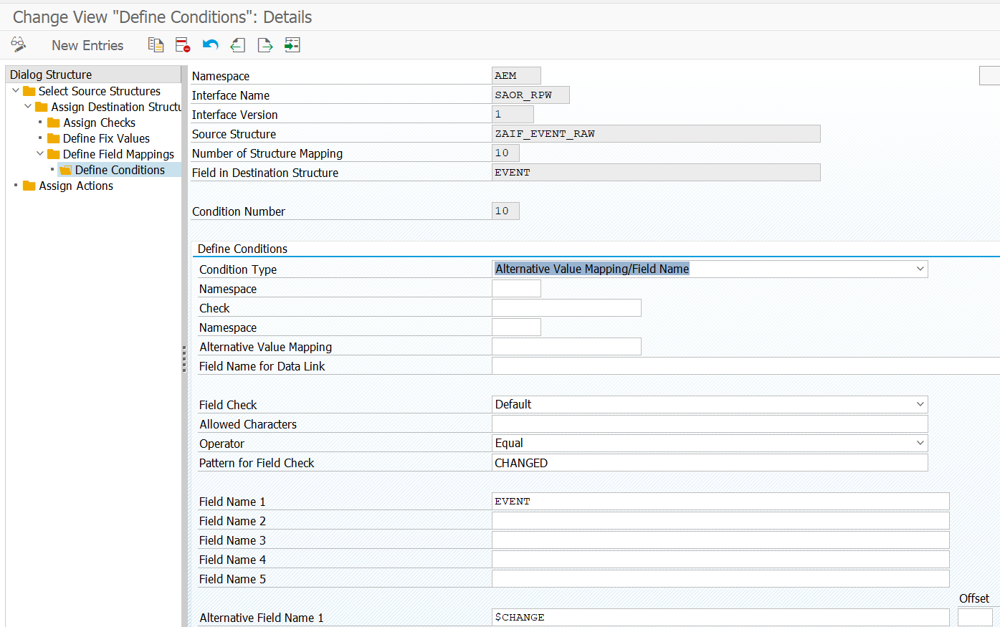 Change View "Define Conditions": Details
New Entries
Dialog Structure
Select Source Structures
Assign Destination Structu
Assign Checks
Define Fix Values
Define Field Mappings
Define Conditions
Assign Actions
Namespace AEM
Interface Name SAOR_RPW
Interface Version 1
Source Structure ZAIF_EVENT_RAW
Number of Structure Mapping 10
Field in Destination Structure EVENT
Condition Number 10
Define Conditions
Condition Type Alternative Value Mapping/Field Name
Namespace
Check
Namespace
Alternative Value Mapping
Field Name for Data Link
Field Check Default
Allowed Characters
Operator Equal
Pattern for Field Check CHANGED
Field Name 1 EVENT
Field Name 2
Field Name 3
Field Name 4
Field Name 5
Offset
Alternative Field Name 1 $CHANGE